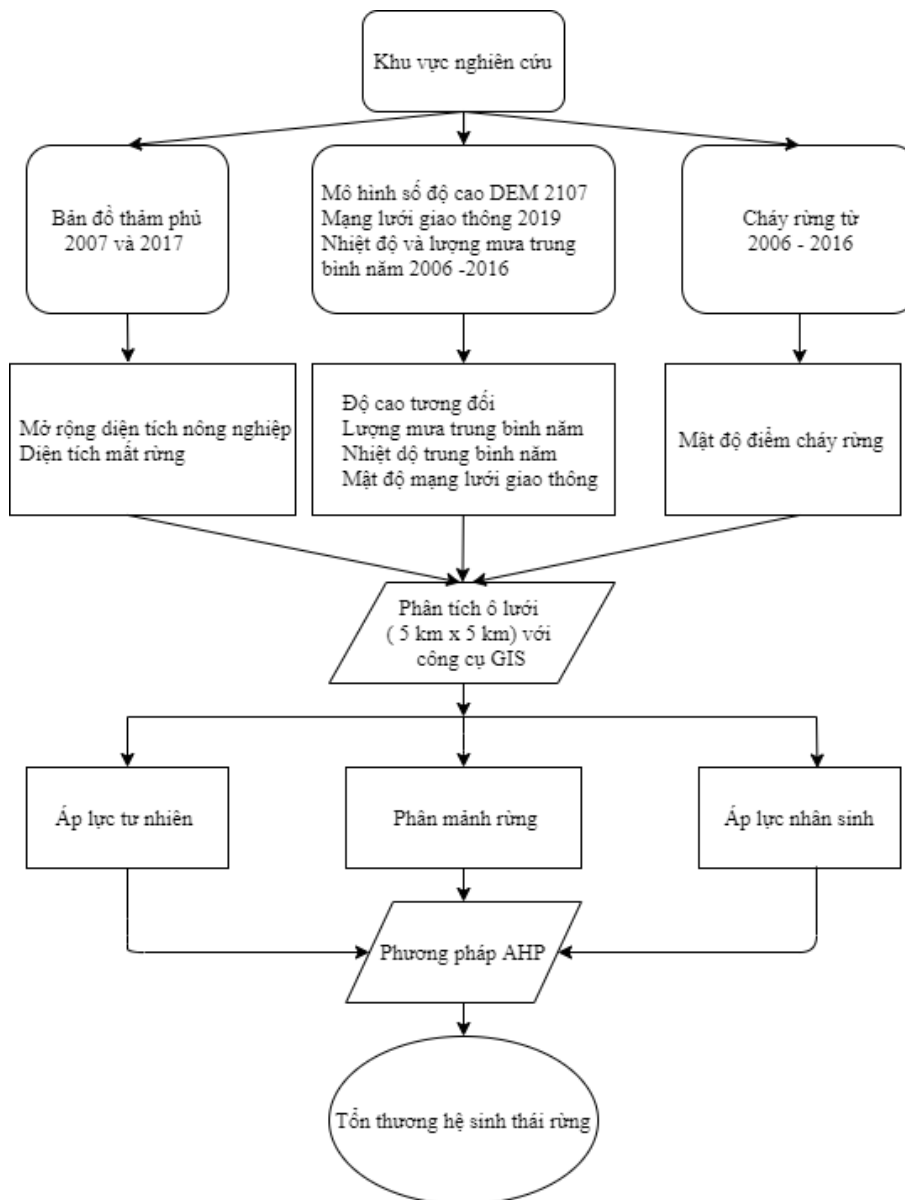 Khu vực nghiên cứu
Bản đồ thảm phủ
2007 và 2017
Mô hình số độ cao DEM 2107
Mạng lưới giao thông 2019
Nhiệt độ và lượng mưa trung
bình năm 2006 -2016
Cháy rừng từ
2006 - 2016
Mở rộng diện tích nông nghiệp
Diện tích mất rừng
Độ cao tương đối
Lượng mưa trung bình năm
Nhiệt dộ trung bình năm
Mật độ mạng lưới giao thông
Mật độ điểm cháy rừng
Phân tích ô lưới
( 5 km x 5 km) với
công cụ GIS
Áp lực tư nhiên
Phân mảnh rừng
Áp lực nhân sinh
Phương pháp AHP
Tổn thương hệ sinh thái rừng